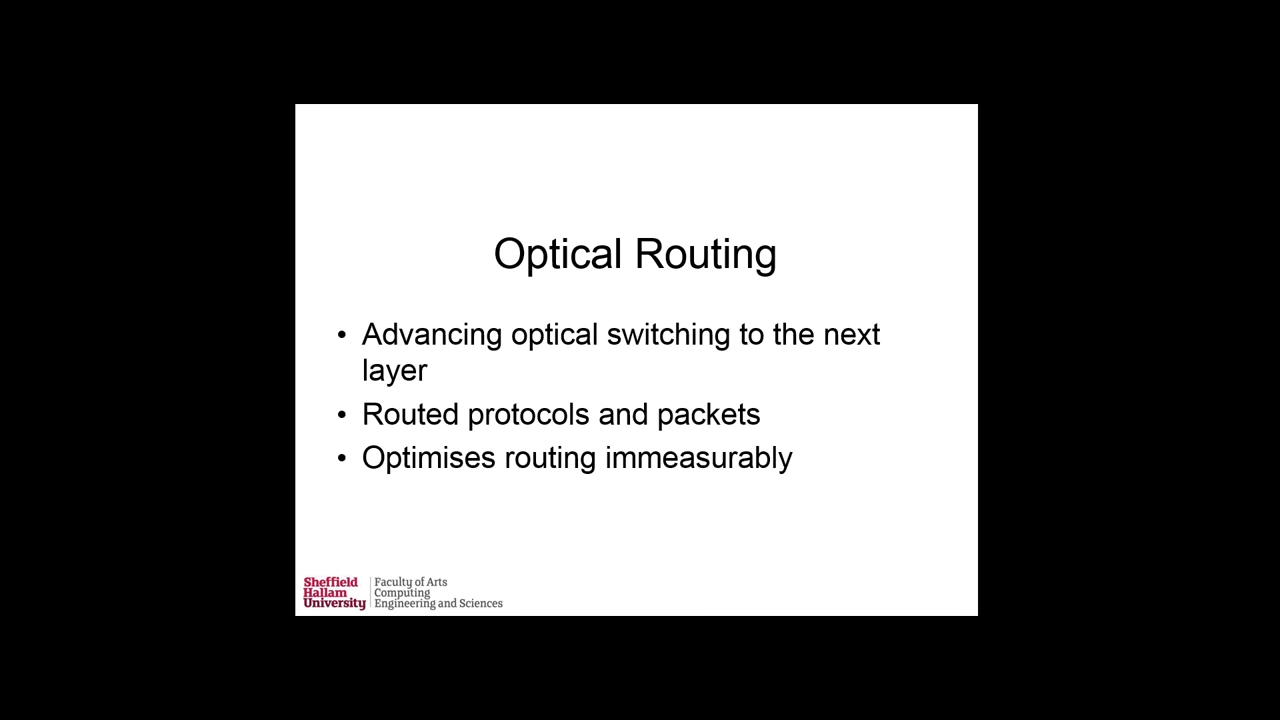 Optical Routing
• Advancing optical switching to the next
layer
• Routed protocols and packets
• Optimises routing immeasurably
Sheffield
Hallam
University
Faculty of Arts
Computing
Engineering and Sciences